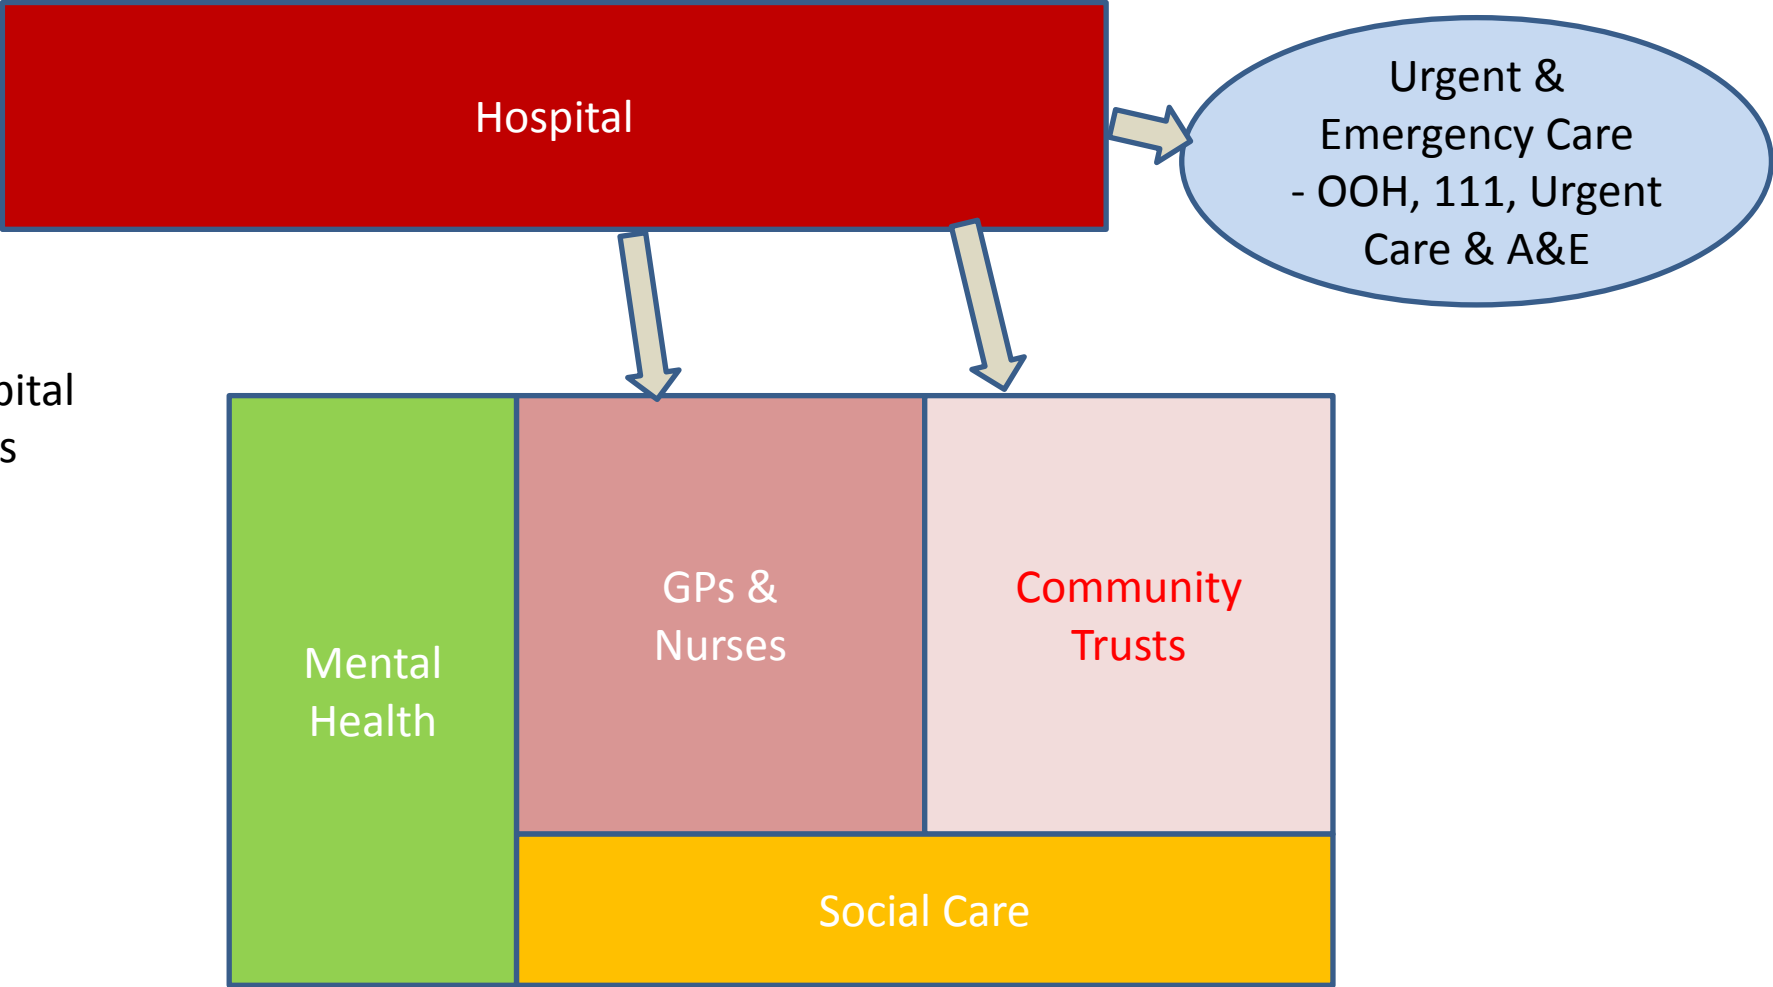 Hospital
Urgent &
Emergency Care
- OOH, 111, Urgent
Care & A&E
GPs &
Nurses
Community
Trusts
Mental
Health
Social Care